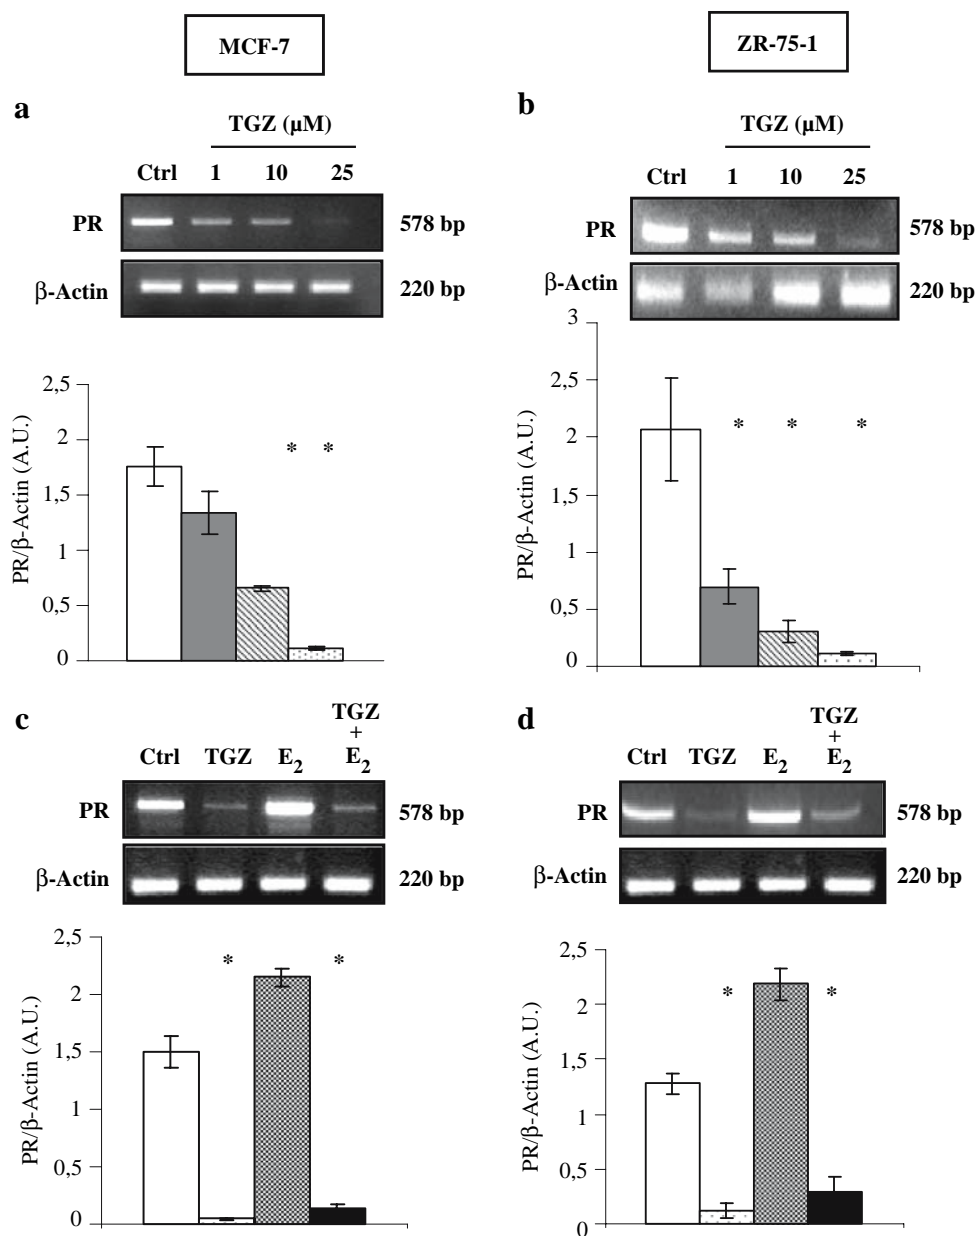 MCF-7
ZR-75-1
a
TGZ (µM)
Ctrl 1 10 25
PR 578 bp
β-Actin 220 bp
2,5
2
1,5
1
0,5
0
PR/β-Actin (A.U.)
* *
b
TGZ (µM)
Ctrl 1 10 25
PR 578 bp
β-Actin 220 bp
3
2,5
2
1,5
1
0,5
0
PR/β-Actin (A.U.)
* * *
c
Ctrl TGZ E2 TGZ + E2
PR 578 bp
β-Actin 220 bp
2,5
2
1,5
1
0,5
0
PR/β-Actin (A.U.)
* *
d
Ctrl TGZ E2 TGZ + E2
PR 578 bp
β-Actin 220 bp
2,5
2
1,5
1
0,5
0
PR/β-Actin (A.U.)
* *